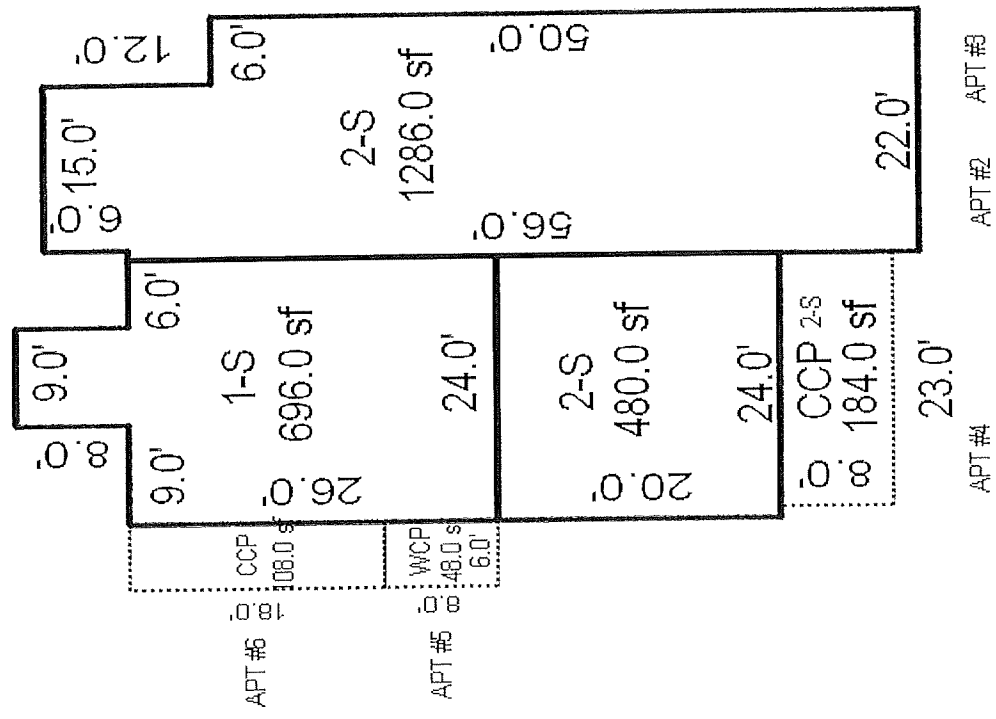 12.0'
6.0'
50.0'
15.0'
6.0'
2-S
1286.0 sf
56.0'
22.0'
9.0'
8.0'
6.0'
9.0'
1-S
696.0 sf
26.0'
24.0'
2-S
480.0 sf
20.0'
24.0'
CCP 2-S
184.0 sf
8.0'
23.0'
CCP
108.0 sf
18.0'
WCP
48.0 s
6.0'
8.0'
APT #6
APT #5
APT #4
APT #2
APT #3